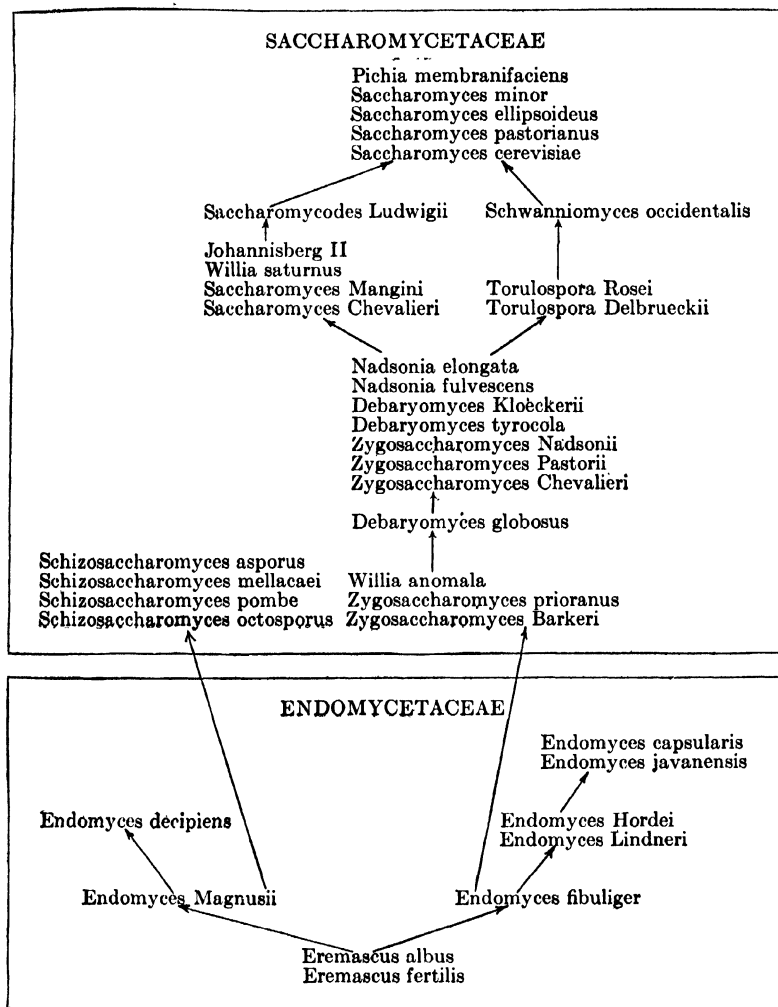 SACCHAROMYCETACEAE
Pichia membranifaciens
Saccharomyces minor
Saccharomyces ellipsoideus
Saccharomyces pastorianus
Saccharomyces cerevisiae
Saccharomycodes Ludwigii
Schwanniomyces occidentalis
Johannisberg II
Willia saturnus
Saccharomyces Mangini
Saccharomyces Chevalieri
Torulospora Rosei
Torulospora Delbrueckii
Nadsonia elongata
Nadsonia fulvescens
Debaryomyces Kloeckerii
Debaryomyces tyrocola
Zygosaccharomyces Nadsonii
Zygosaccharomyces Pastorii
Zygosaccharomyces Chevalieri
Debaryomyces globosus
Schizosaccharomyces asporus
Schizosaccharomyces mellacaei
Schizosaccharomyces pombe
Schizosaccharomyces octosporus
Willia anomala
Zygosaccharomyces prioranus
Zygosaccharomyces Barkeri
ENDOMYCETACEAE
Endomyces capsularis
Endomyces javanensis
Endomyces decipiens
Endomyces Hordei
Endomyces Lindneri
Endomyces Magnusii
Endomyces fibuliger
Eremascus albus
Eremascus fertilis